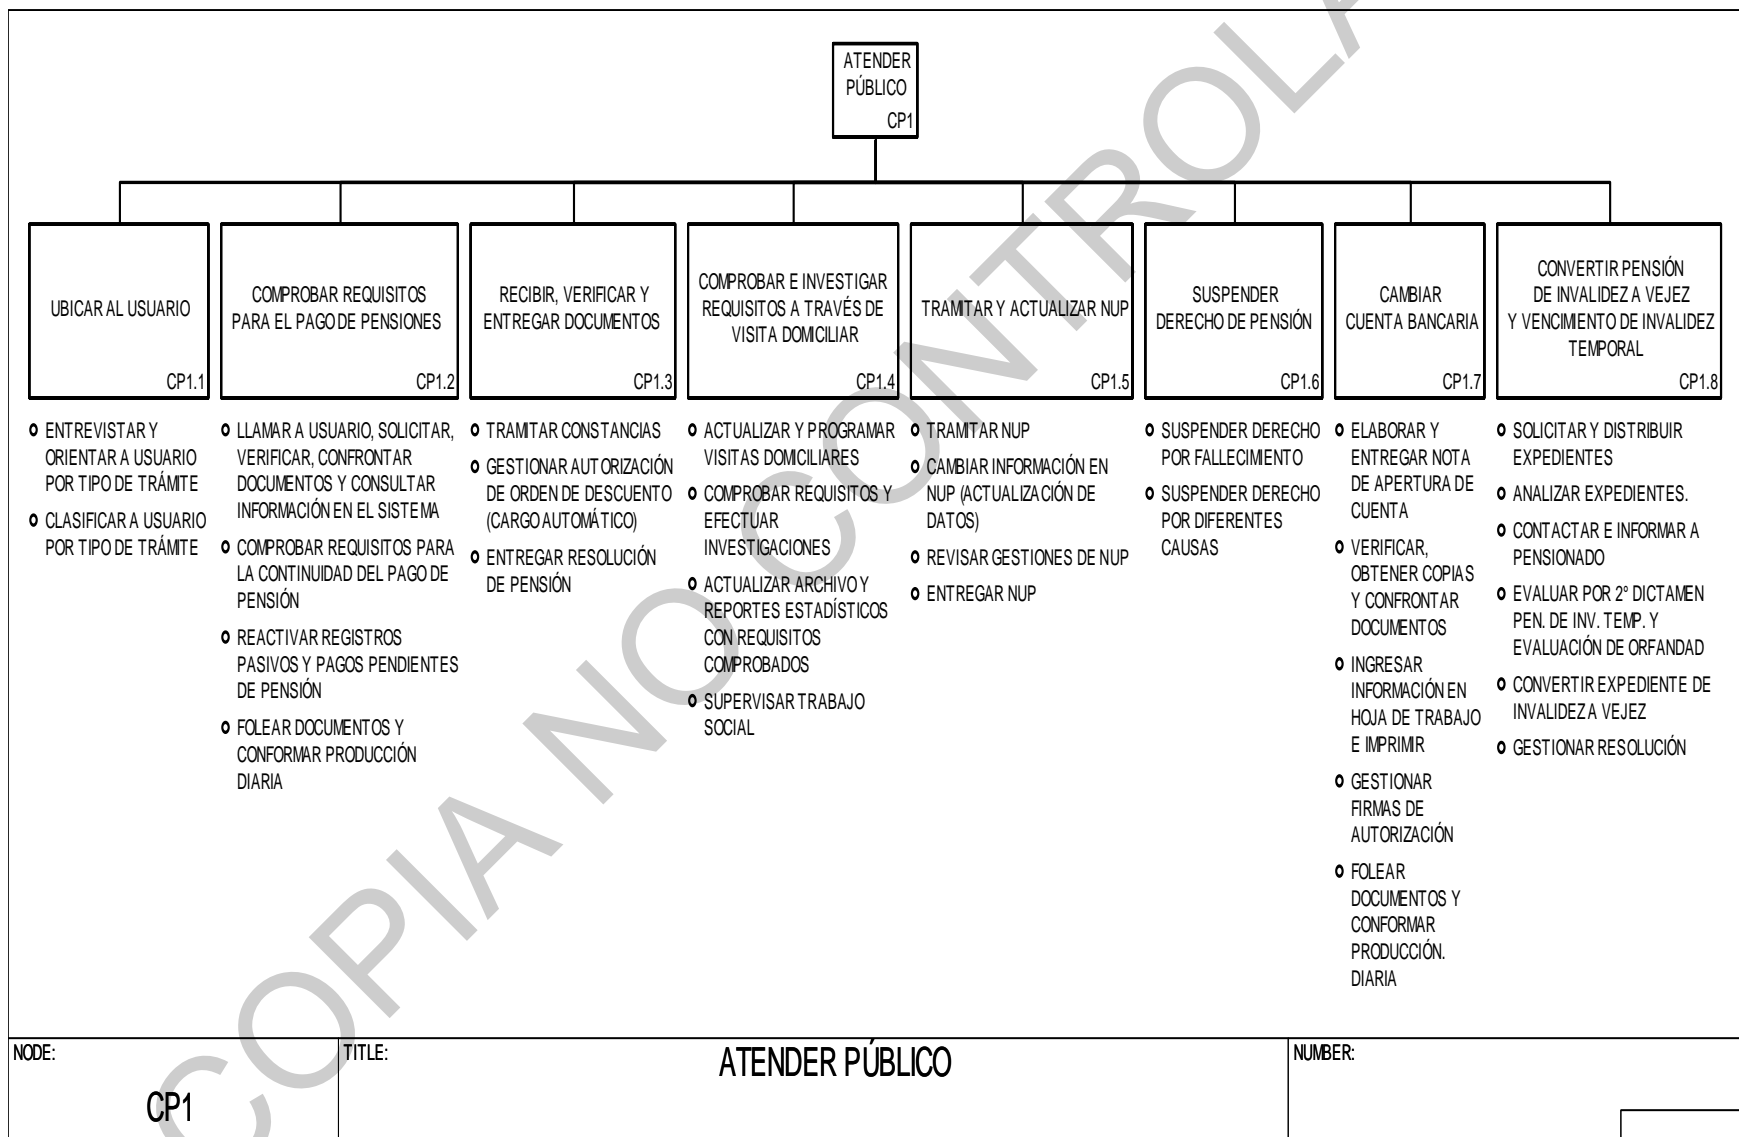 ATENDER
PÚBLICO
CP1
UBICAR AL USUARIO
CP1.1
COMPROBAR REQUISITOS
PARA EL PAGO DE PENSIONES
CP1.2
RECIBIR, VERIFICAR Y
ENTREGAR DOCUMENTOS
CP1.3
COMPROBAR E INVESTIGAR
REQUISITOS A TRAVÉS DE
VISITA DOMICILIAR
CP1.4
TRAMITAR Y ACTUALIZAR NUP
CP1.5
SUSPENDER
DERECHO DE PENSIÓN
CP1.6
CAMBIAR
CUENTA BANCARIA
CP1.7
CONVERTIR PENSIÓN
DE INVALIDEZ A VEJEZ
Y VENCIMIENTO DE INVALIDEZ
TEMPORAL
CP1.8
ENTREVISTAR Y
ORIENTAR A USUARIO
POR TIPO DE TRÁMITE
CLASIFICAR A USUARIO
POR TIPO DE TRÁMITE
LLAMAR A USUARIO, SOLICITAR,
VERIFICAR, CONFRONTAR
DOCUMENTOS Y CONSULTAR
INFORMACIÓN EN EL SISTEMA
COMPROBAR REQUISITOS PARA
LA CONTINUIDAD DEL PAGO DE
PENSIÓN
REACTIVAR REGISTROS
PASIVOS Y PAGOS PENDIENTES
DE PENSIÓN
FOLEAR DOCUMENTOS Y
CONFORMAR PRODUCCIÓN
DIARIA
TRAMITAR CONSTANCIAS
GESTIONAR AUTORIZACIÓN
DE ORDEN DE DESCUENTO
(CARGO AUTOMÁTICO)
ENTREGAR RESOLUCIÓN
DE PENSIÓN
ACTUALIZAR Y PROGRAMAR
VISITAS DOMICILIARES
COMPROBAR REQUISITOS Y
EFECTUAR
INVESTIGACIONES
ACTUALIZAR ARCHIVO Y
REPORTES ESTADÍSTICOS
CON REQUISITOS
COMPROBADOS
SUPERVISAR TRABAJO
SOCIAL
TRAMITAR NUP
CAMBIAR INFORMACIÓN EN
NUP (ACTUALIZACIÓN DE
DATOS)
REVISAR GESTIONES DE NUP
ENTREGAR NUP
SUSPENDER DERECHO
POR FALLECIMIENTO
SUSPENDER DERECHO
POR DIFERENTES
CAUSAS
ELABORAR Y
ENTREGAR NOTA
DE APERTURA DE
CUENTA
VERIFICAR,
OBTENER COPIAS
Y CONFRONTAR
DOCUMENTOS
INGRESAR
INFORMACIÓN EN
HOJA DE TRABAJO
E IMPRIMIR
GESTIONAR
FIRMAS DE
AUTORIZACIÓN
FOLEAR
DOCUMENTOS Y
CONFORMAR
PRODUCCIÓN.
DIARIA
SOLICITAR Y DISTRIBUIR
EXPEDIENTES
ANALIZAR EXPEDIENTES.
CONTACTAR E INFORMAR A
PENSIONADO
EVALUAR POR 2º DICTAMEN
PEN. DE INV. TEMP. Y
EVALUACIÓN DE ORFANDAD
CONVERTIR EXPEDIENTE DE
INVALIDEZ A VEJEZ
GESTIONAR RESOLUCIÓN
COPIA NO CONTROLA
NODE:
CP1
TITLE:
ATENDER PÚBLICO
NUMBER: